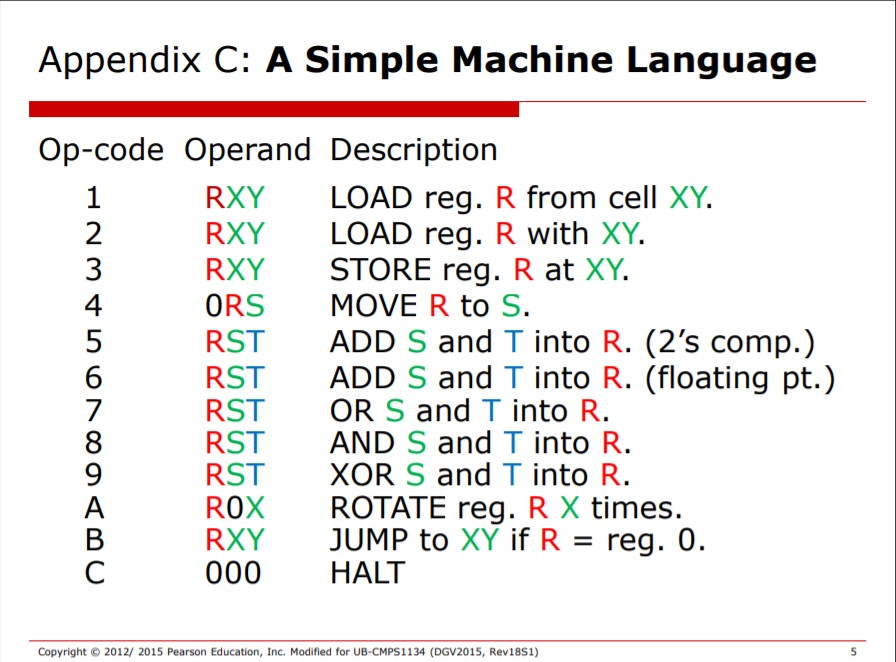 Appendix C: A Simple Machine Language
Op-code Operand Description
1 RXY LOAD reg. R from cell XY.
2 RXY LOAD reg. R with XY.
3 RXY STORE reg. R at XY.
4 0RS MOVE R to S.
5 RST ADD S and T into R. (2’s comp.)
6 RST ADD S and T into R. (floating pt.)
7 RST OR S and T into R.
8 RST AND S and T into R.
9 RST XOR S and T into R.
A R0X ROTATE reg. R X times.
B RXY JUMP to XY if R = reg. 0.
C 000 HALT
Copyright © 2012/ 2015 Pearson Education, Inc. Modified for UB-CMPS1134 (DGV2015, Rev18S1) 5